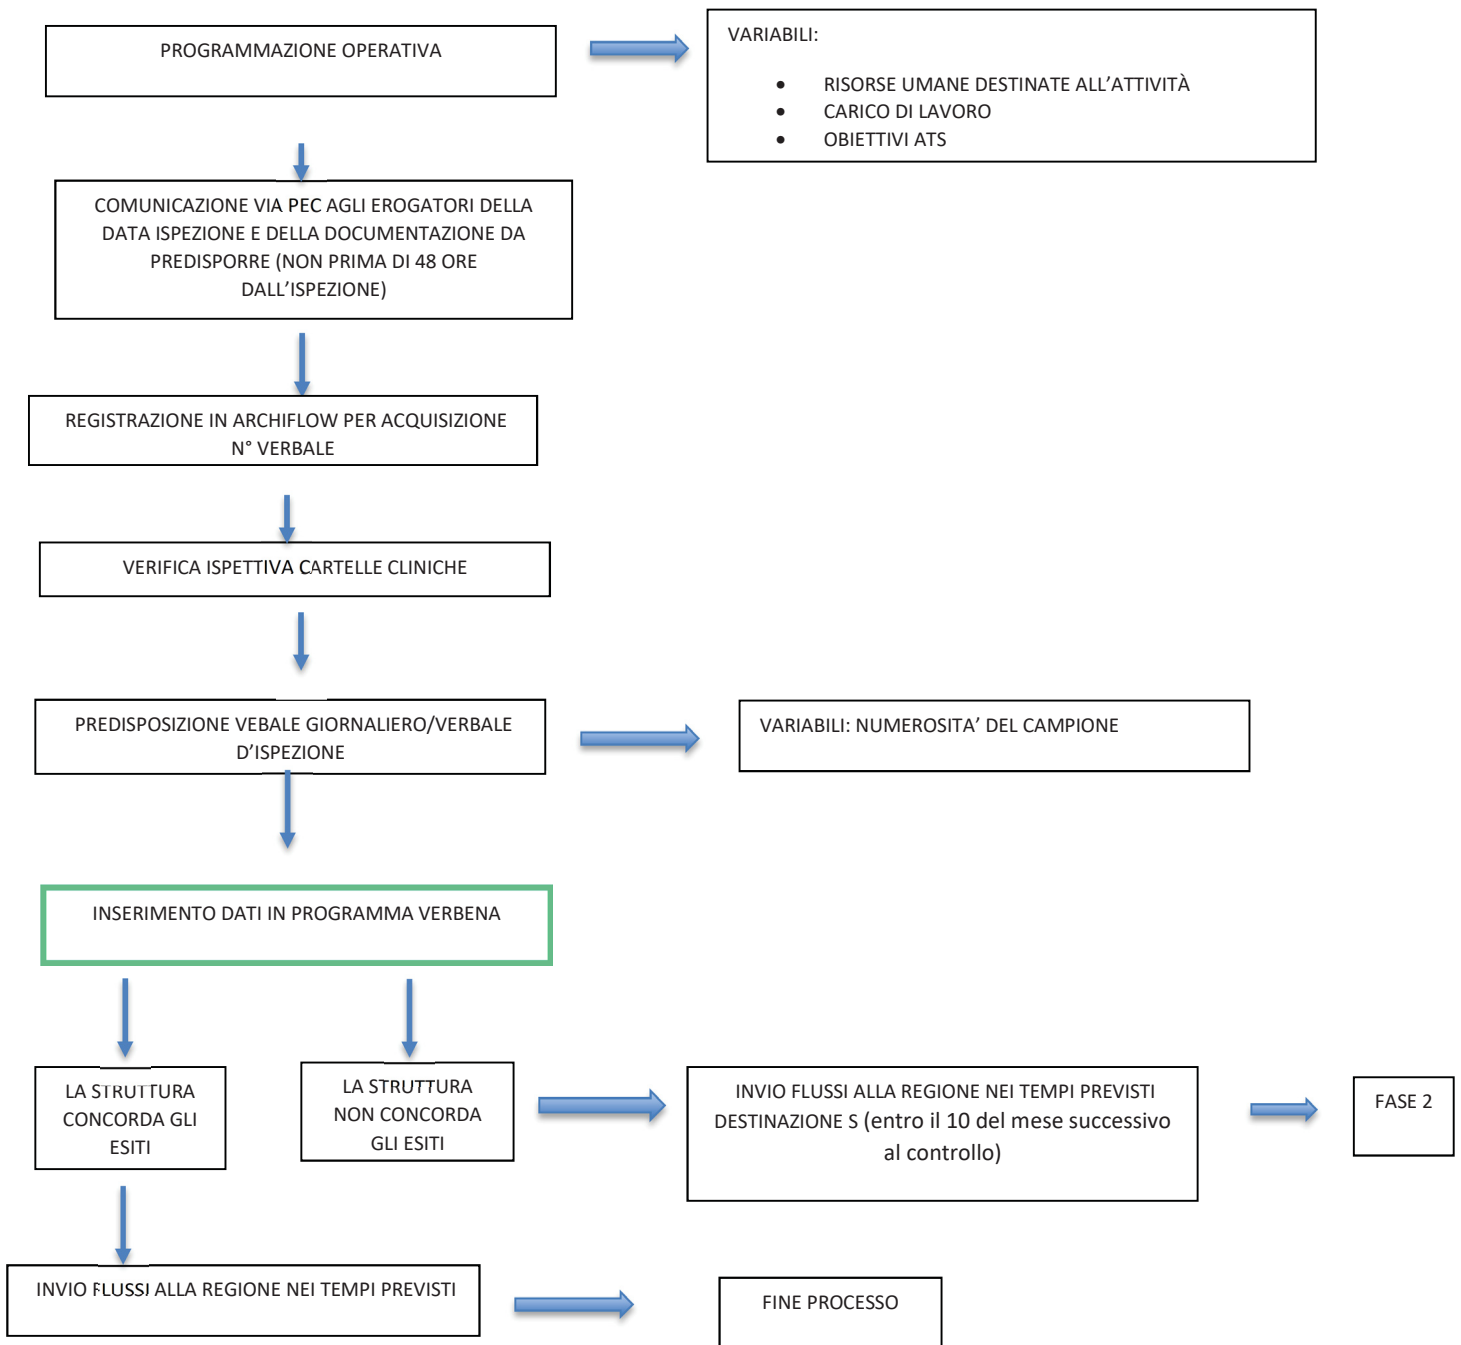 PROGRAMMAZIONE OPERATIVA
VARIABILI:
• RISORSE UMANE DESTINATE ALL’ATTIVITÀ
• CARICO DI LAVORO
• OBIETTIVI ATS
COMUNICAZIONE VIA PEC AGLI EROGATORI DELLA
DATA ISPEZIONE E DELLA DOCUMENTAZIONE DA
PREDISPORRE (NON PRIMA DI 48 ORE
DALL’ISPEZIONE)
REGISTRAZIONE IN ARCHIFLOW PER ACQUISIZIONE
N° VERBALE
VERIFICA ISPETTIVA CARTELLE CLINICHE
PREDISPOSIZIONE VEBALE GIORNALIERO/VERBALE
D’ISPEZIONE
VARIABILI: NUMEROSITA’ DEL CAMPIONE
INSERIMENTO DATI IN PROGRAMMA VERBENA
LA STRUTTURA
CONCORDA GLI
ESITI
LA STRUTTURA
NON CONCORDA
GLI ESITI
INVIO FLUSSI ALLA REGIONE NEI TEMPI PREVISTI
DESTINAZIONE S (entro il 10 del mese successivo
al controllo)
FASE 2
INVIO FLUSSI ALLA REGIONE NEI TEMPI PREVISTI
FINE PROCESSO